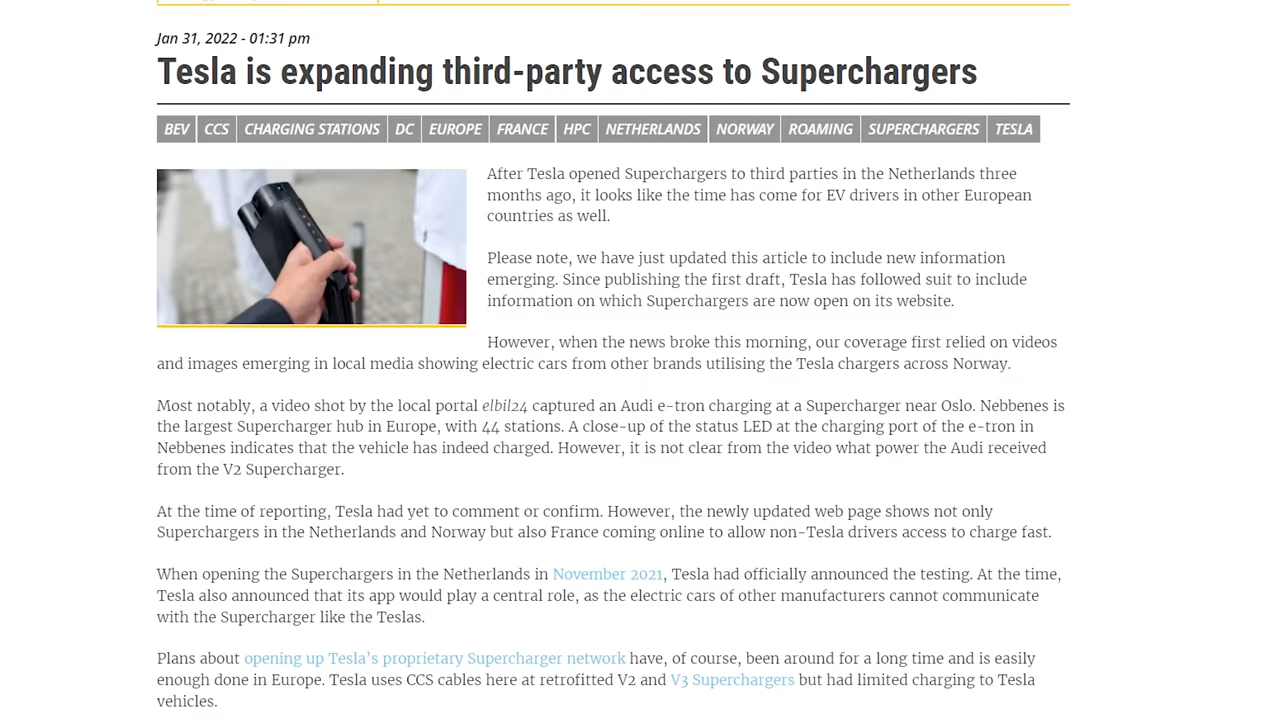 Jan 31, 2022 - 01:31 pm
Tesla is expanding third-party access to Superchargers
BEV CCS CHARGING STATIONS DC EUROPE FRANCE HPC NETHERLANDS NORWAY ROAMING SUPERCHARGERS TESLA
After Tesla opened Superchargers to third parties in the Netherlands three
months ago, it looks like the time has come for EV drivers in other European
countries as well.
Please note, we have just updated this article to include new information
emerging. Since publishing the first draft, Tesla has followed suit to include
information on which Superchargers are now open on its website.
However, when the news broke this morning, our coverage first relied on videos
and images emerging in local media showing electric cars from other brands utilising the Tesla chargers across Norway.
Most notably, a video shot by the local portal elbil24 captured an Audi e-tron charging at a Supercharger near Oslo. Nebbenes is
the largest Supercharger hub in Europe, with 44 stations. A close-up of the status LED at the charging port of the e-tron in
Nebbenes indicates that the vehicle has indeed charged. However, it is not clear from the video what power the Audi received
from the V2 Supercharger.
At the time of reporting, Tesla had yet to comment or confirm. However, the newly updated web page shows not only
Superchargers in the Netherlands and Norway but also France coming online to allow non-Tesla drivers access to charge fast.
When opening the Superchargers in the Netherlands in November 2021, Tesla had officially announced the testing. At the time,
Tesla also announced that its app would play a central role, as the electric cars of other manufacturers cannot communicate
with the Supercharger like the Teslas.
Plans about opening up Tesla's proprietary Supercharger network have, of course, been around for a long time and is easily
enough done in Europe. Tesla uses CCS cables here at retrofitted V2 and V3 Superchargers but had limited charging to Tesla
vehicles.